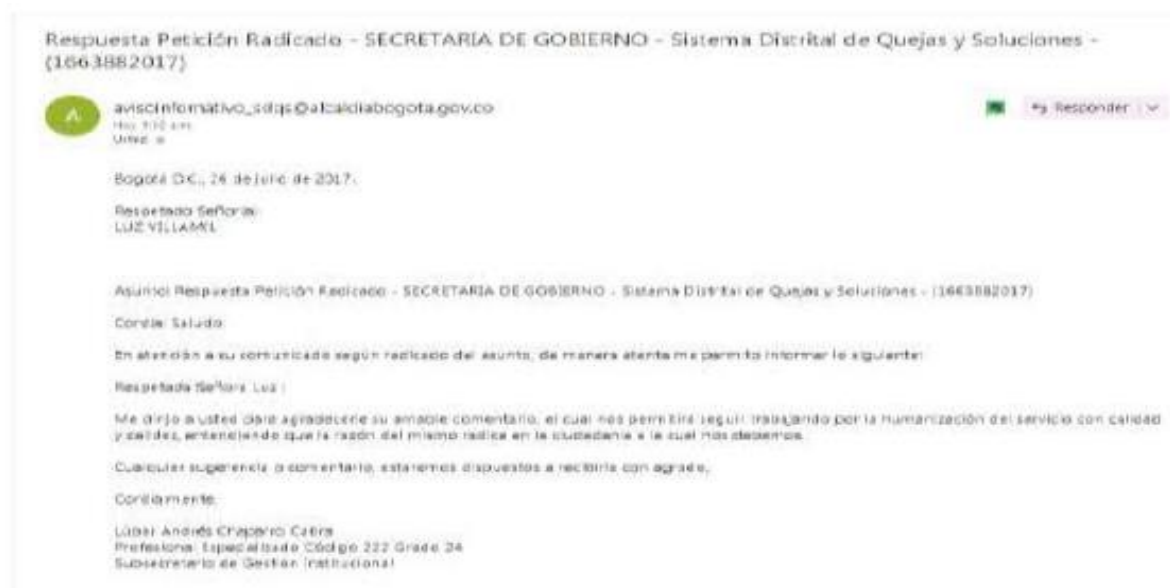 Respuesta Petición Radicado - SECRETARIA DE GOBIERNO - Sistema Distrital de Quejas y Soluciones -
(1663882017)
A
avisoinformativo_sdqs@alcaldiabogota.gov.co
Responder
Bogotá D.C., 26 de julio de 2017.
Respetado Señor(a):
LUZ VILLAMIL
Asunto: Respuesta Petición Radicado - SECRETARIA DE GOBIERNO - Sistema Distrital de Quejas y Soluciones - (1663882017)
Cordial Saludo
En atención a su comunicado según radicado del asunto, de manera atenta me permito informar lo siguiente:
Respetada Señora Luz:
Me dirijo a usted para agradecerle su amable comentario, el cual nos permitirá seguir trabajando por la humanización del servicio con calidad
y calidez, entendiendo que la razón del mismo radica en la ciudadanía a la cual nos debemos.
Cualquier sugerencia o comentario, estaremos dispuestos a recibirla con agrado.
Cordialmente,
Andrés Chaparro
Profesional Especializado Código 222 Grado 24
Subsecretaría de Gestión Institucional